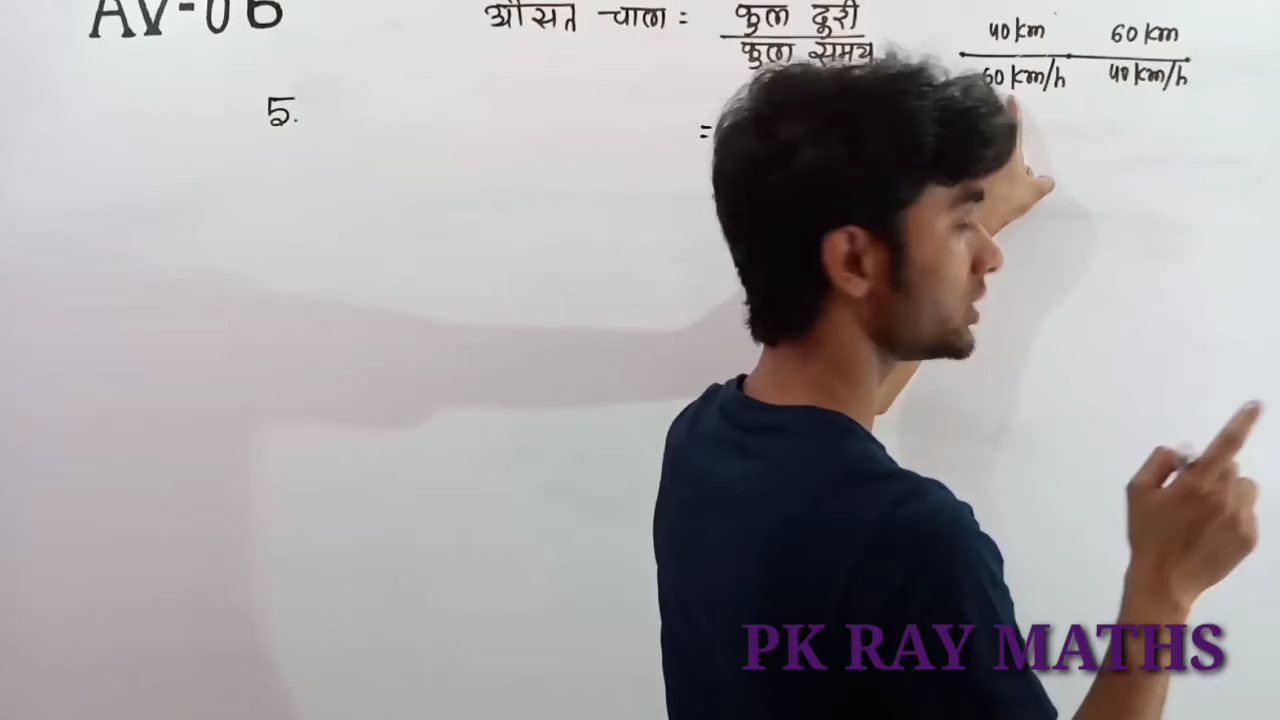 AV-06
औसत चाल = कुल दूरी
कुल समय
40 km 60 km
60 km/h 40 km/h
5.
=
PK RAY MATHS